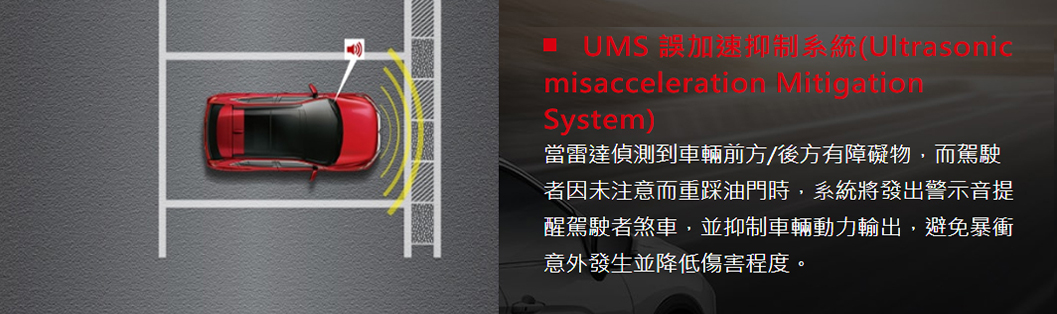 ■ UMS 誤加速抑制系統(Ultrasonic
misacceleration Mitigation
System)
當雷達偵測到車輛前方/後方有障礙物，而駕駛
者因未注意而重踩油門時，系統將發出警示音提
醒駕駛者煞車，並抑制車輛動力輸出，避免暴衝
意外發生並降低傷害程度。